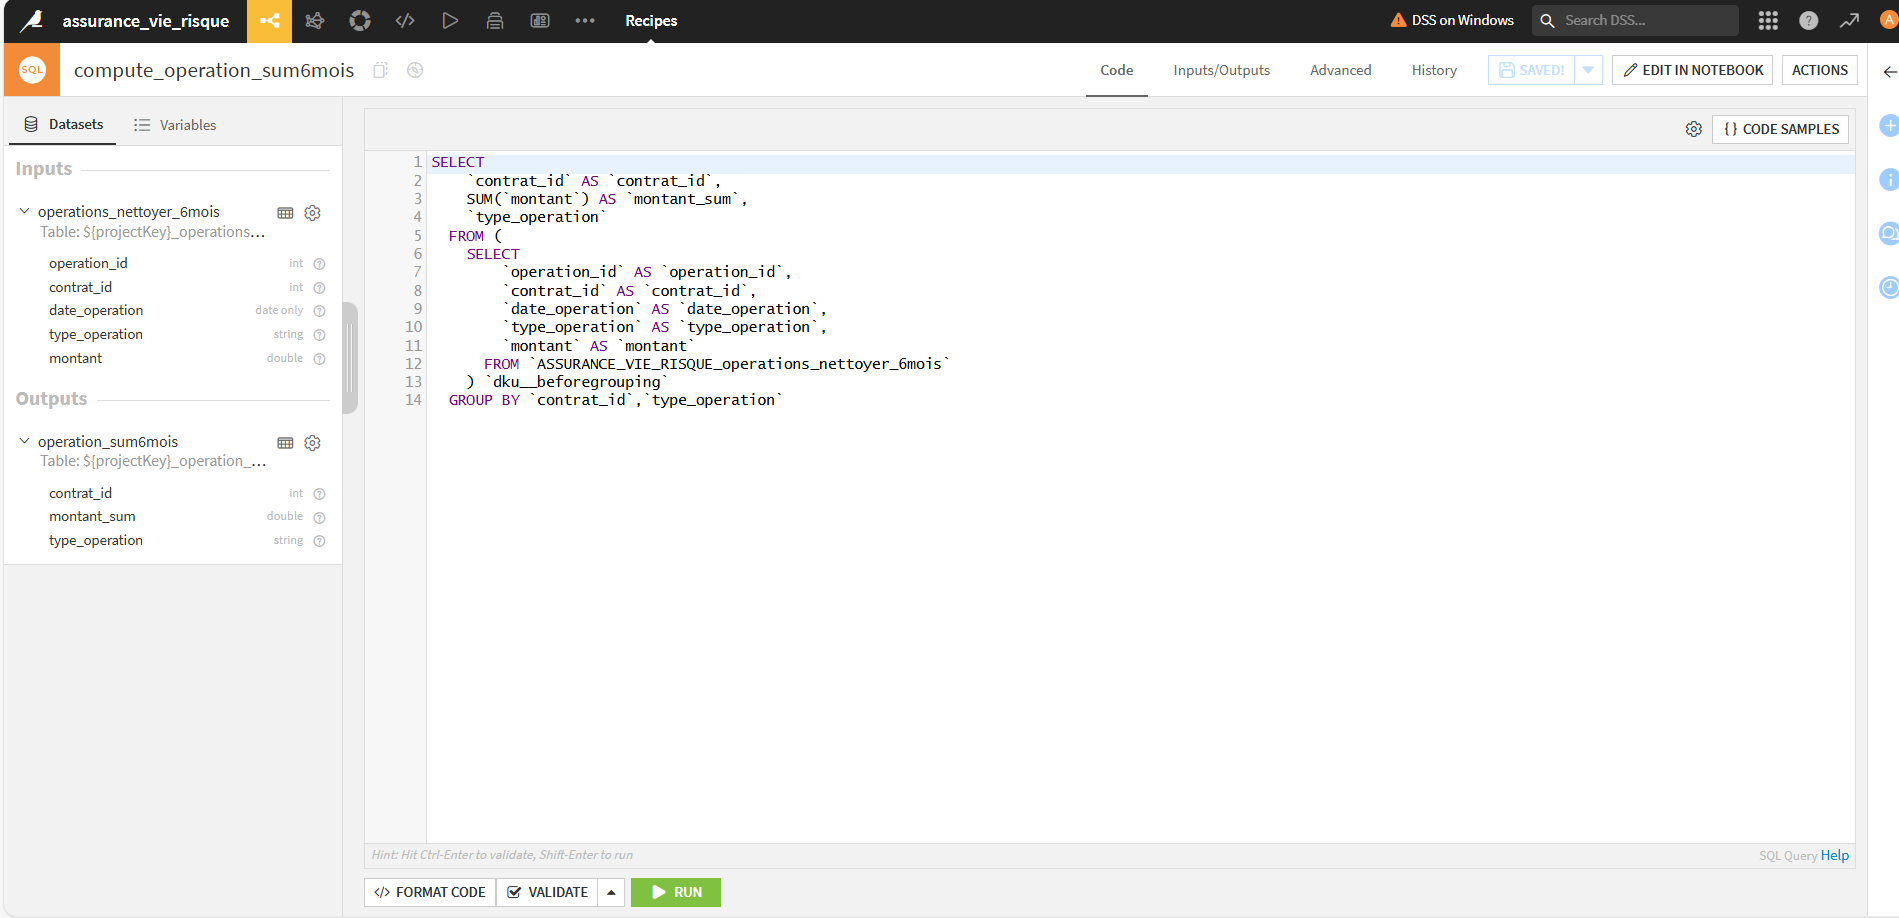 assurance_vie_risque
Recipes
DSS on Windows
Search DSS...
SQL
compute_operation_sum6mois
Code
Inputs/Outputs
Advanced
History
SAVED!
EDIT IN NOTEBOOK
ACTIONS
Datasets
Variables
CODE SAMPLES
Inputs
operations_nettoyer_6mois
Table: ${projectKey}_operations...
operation_id int
contrat_id int
date_operation date only
type_operation string
montant double
Outputs
operation_sum6mois
Table: ${projectKey}_operation_...
contrat_id int
montant_sum double
type_operation string
1 SELECT
2 `contrat_id` AS `contrat_id`,
3 SUM(`montant`) AS `montant_sum`,
4 `type_operation`
5 FROM (
6 SELECT
7 `operation_id` AS `operation_id`,
8 `contrat_id` AS `contrat_id`,
9 `date_operation` AS `date_operation`,
10 `type_operation` AS `type_operation`,
11 `montant` AS `montant`
12 FROM `ASSURANCE_VIE_RISQUE_operations_nettoyer_6mois`
13 ) `dku__beforegrouping`
14 GROUP BY `contrat_id`,`type_operation`
Hint: Hit Ctrl-Enter to validate, Shift-Enter to run
SQL Query Help
FORMAT CODE
VALIDATE
RUN